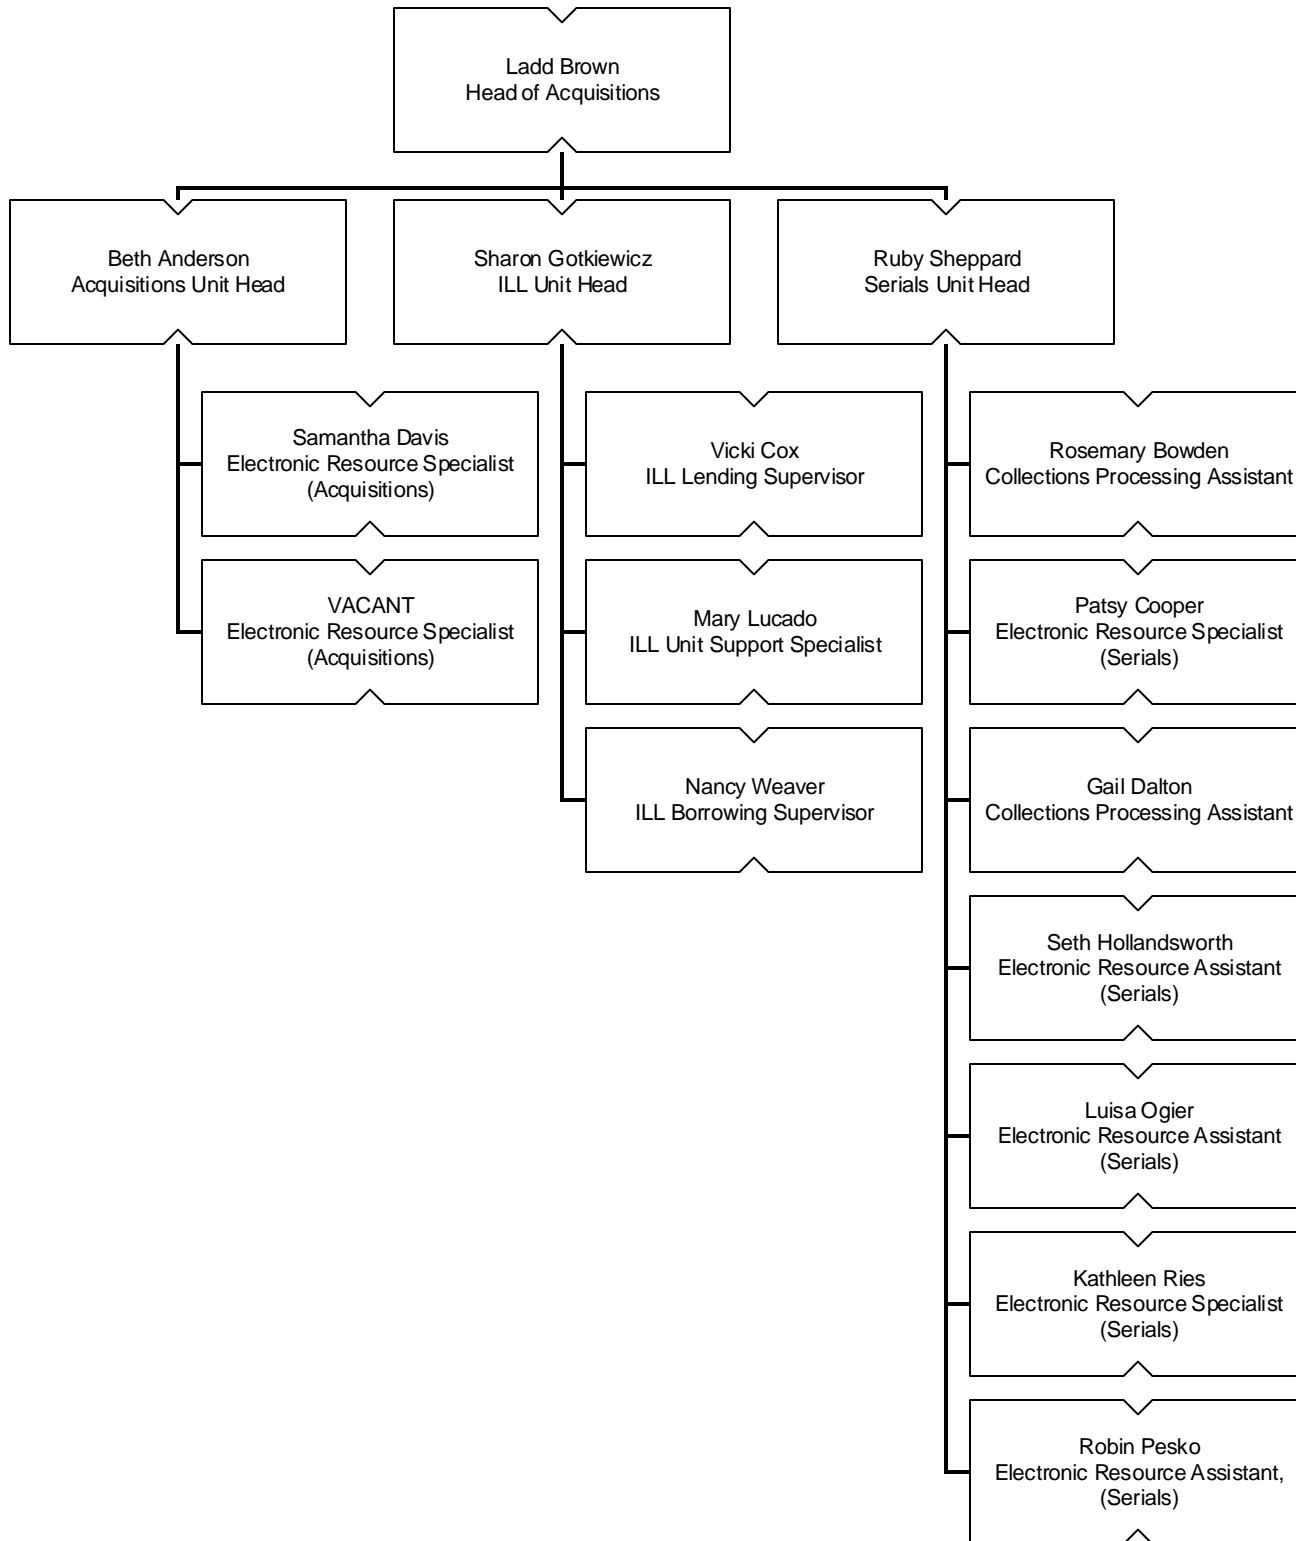 Ladd Brown
Head of Acquisitions
Beth Anderson
Acquisitions Unit Head
Sharon Gotkiewicz
ILL Unit Head
Ruby Sheppard
Serials Unit Head
Samantha Davis
Electronic Resource Specialist
(Acquisitions)
VACANT
Electronic Resource Specialist
(Acquisitions)
Vicki Cox
ILL Lending Supervisor
Mary Lucado
ILL Unit Support Specialist
Nancy Weaver
ILL Borrowing Supervisor
Rosemary Bowden
Collections Processing Assistant
Patsy Cooper
Electronic Resource Specialist
(Serials)
Gail Dalton
Collections Processing Assistant
Seth Hollandsworth
Electronic Resource Assistant
(Serials)
Luisa Ogier
Electronic Resource Assistant
(Serials)
Kathleen Ries
Electronic Resource Specialist
(Serials)
Robin Pesko
Electronic Resource Assistant,
(Serials)